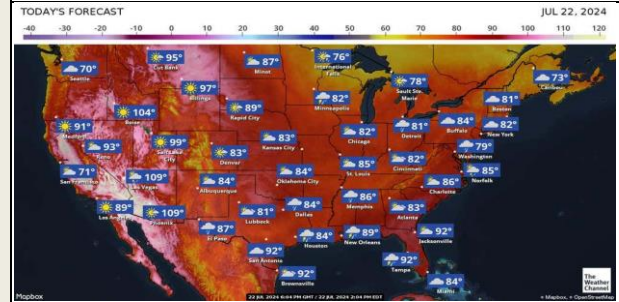 TODAY'S FORECAST
JUL 22, 2024
-40 -30 -20 -10 0 10 20 30 40 50 60 70 80 90 100 110 120
70°
Seattle
95°
Cut Bank
87°
Minot
76°
International Falls
78°
Sault Ste. Marie
73°
Caribou
97°
Billings
82°
Minneapolis
81°
Boston
104°
Boise
89°
Rapid City
84°
Buffalo
82°
New York
91°
Medford
93°
Reno
99°
Salt Lake City
83°
Denver
83°
Kansas City
82°
Chicago
81°
Detroit
79°
Washington
71°
San Francisco
109°
Las Vegas
84°
Albuquerque
84°
Oklahoma City
85°
St. Louis
82°
Cincinnati
85°
Norfolk
86°
Charlotte
89°
Los Angeles
109°
Phoenix
81°
Lubbock
84°
Dallas
86°
Memphis
83°
Atlanta
87°
El Paso
92°
San Antonio
84°
Houston
89°
New Orleans
92°
Jacksonville
92°
Brownsville
92°
Tampa
84°
Miami
The
Weather
Channel
Mapbox
22 JUL 2024 6:04 PM GMT / 22 JUL 2024 2:04 PM EDT
© Mapbox, © OpenStreetMap